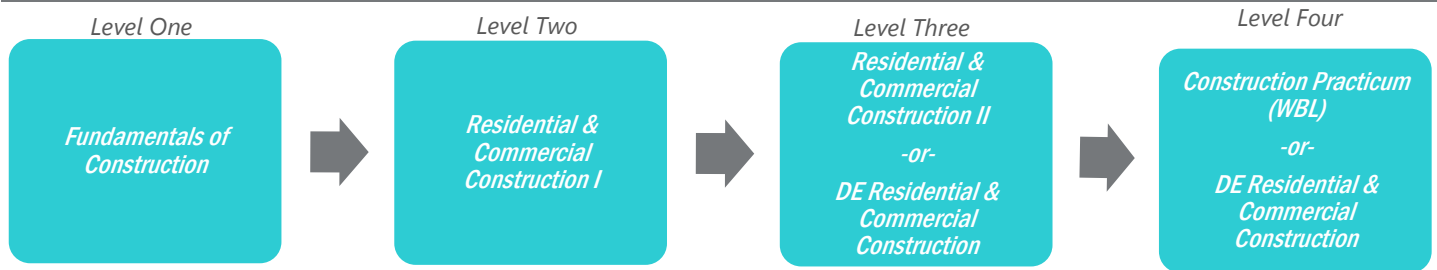 Level One
Fundamentals of
Construction
Level Two
Residential &
Commercial
Construction I
Level Three
Residential &
Commercial
Construction II
-or-
DE Residential &
Commercial
Construction
Level Four
Construction Practicum
(WBL)
-or-
DE Residential &
Commercial
Construction